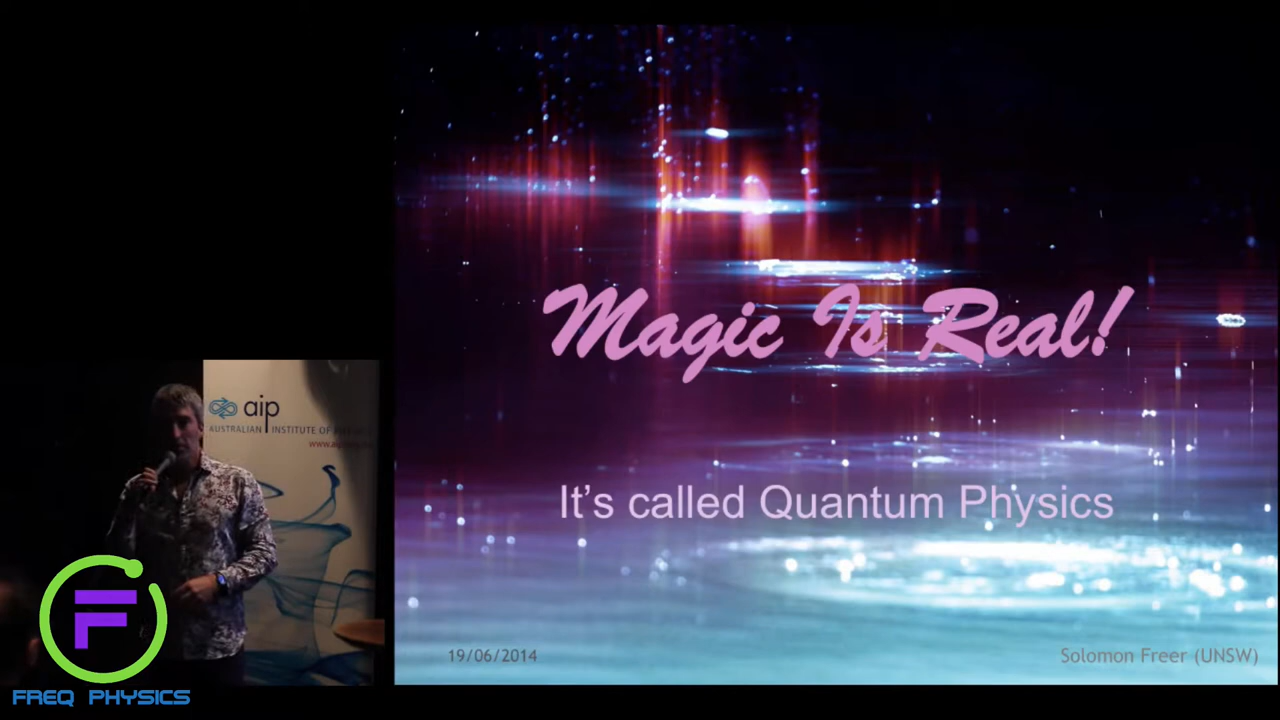 Magic Is Real!
It's called Quantum Physics
19/06/2014
Solomon Freer (UNSW)
aip
AUSTRALIAN INSTITUTE OF
F
FREQ PHYSICS